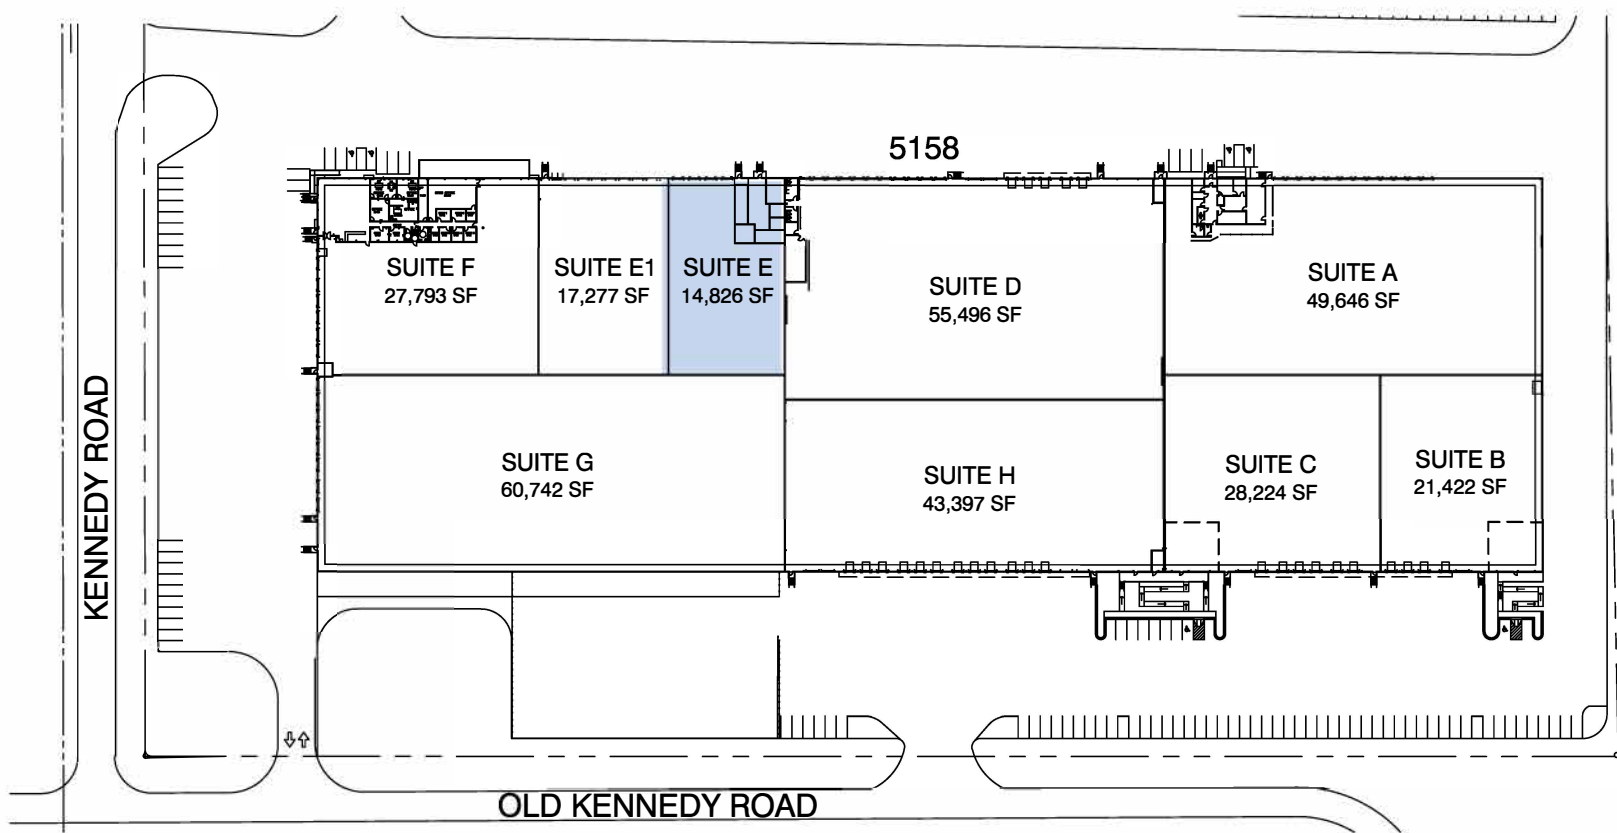 5158
SUITE F
27,793 SF
SUITE E1
17,277 SF
SUITE E
14,826 SF
SUITE D
55,496 SF
SUITE A
49,646 SF
SUITE G
60,742 SF
SUITE H
43,397 SF
SUITE C
28,224 SF
SUITE B
21,422 SF
KENNEDY ROAD
OLD KENNEDY ROAD